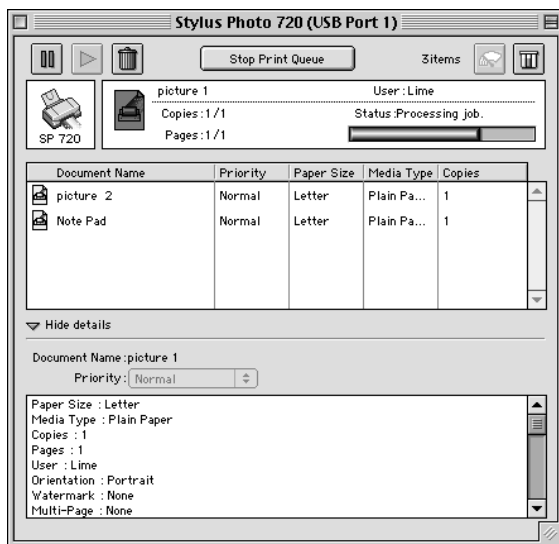 Stylus Photo 720 (USB Port 1)
Stop Print Queue
3items
SP 720
picture 1
User :Lime
Copies:1/1
Status:Processing job.
Pages:1/1
Document Name Priority Paper Size Media Type Copies
picture 2 Normal Letter Plain Pa... 1
Note Pad Normal Letter Plain Pa... 1
Hide details
Document Name:picture 1
Priority: Normal
Paper Size : Letter
Media Type : Plain Paper
Copies : 1
Pages : 1
User : Lime
Orientation : Portrait
Watermark : None
Multi-Page : None